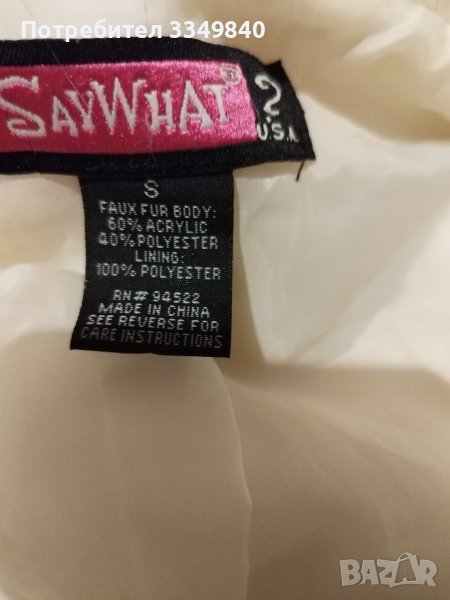 Потребител 3349840
SAYWHAT® ?
U.S.A
S
FAUX FUR BODY:
60% ACRYLIC
40% POLYESTER
LINING:
100% POLYESTER
RN# 94522
MADE IN CHINA
SEE REVERSE FOR
CARE INSTRUCTIONS
BAZAR